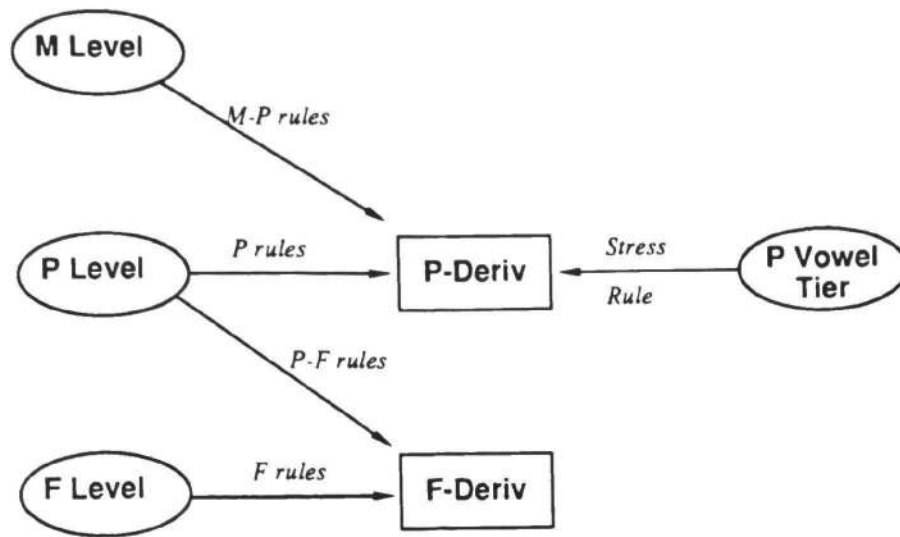 M Level
M-P rules
P Level
P rules
P-Deriv
Stress
Rule
P Vowel
Tier
P-F rules
F Level
F rules
F-Deriv